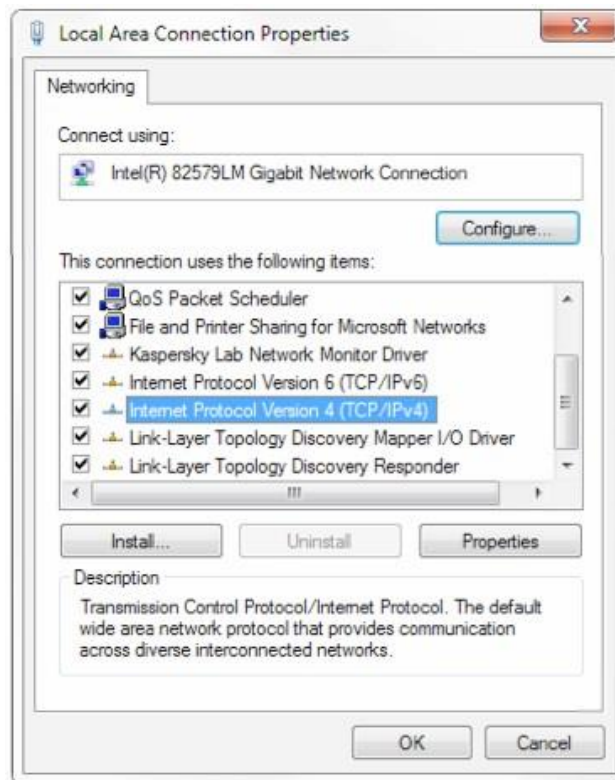 Local Area Connection Properties
Networking
Connect using:
Intel(R) 82579LM Gigabit Network Connection
Configure...
This connection uses the following items:
QoS Packet Scheduler
File and Printer Sharing for Microsoft Networks
Kaspersky Lab Network Monitor Driver
Internet Protocol Version 6 (TCP/IPv6)
Internet Protocol Version 4 (TCP/IPv4)
Link-Layer Topology Discovery Mapper I/O Driver
Link-Layer Topology Discovery Responder
Install... Uninstall Properties
Description
Transmission Control Protocol/Internet Protocol. The default
wide area network protocol that provides communication
across diverse interconnected networks.
OK Cancel